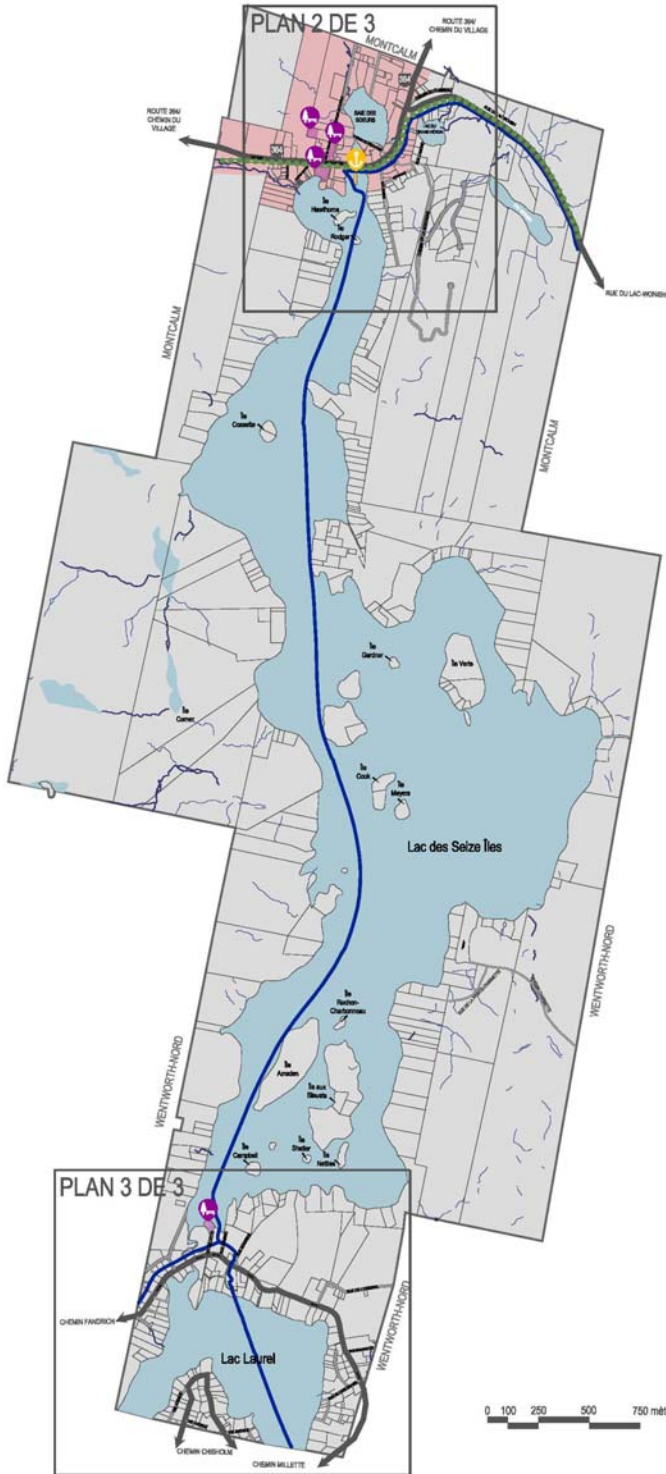 PLAN 2 DE 3
ROUTE 364/
CHEMIN DU VILLAGE
MONTCALM
ROUTE 364/
CHEMIN DU
VILLAGE
364
364
BAIE DES
SOEURS
Île
Hawthorne
Île
Rodger
RUE DU LAC-WONISH
MONTCALM
MONTCALM
Île
Cossette
Île
Gardner
Île Verte
Île
Corner
Île
Cook
Île
Meyers
Lac des Seize Îles
WENTWORTH-NORD
WENTWORTH-NORD
Île
Rochon-
Charbonneau
Île
Amsden
Île aux
Bleuets
Île
Campbell
Île
Shelter
Île
Nettles
PLAN 3 DE 3
WENTWORTH-NORD
CHEMIN FANDRICH
Lac Laurel
CHEMIN CHISHOLM
CHEMIN MILLETTE
0 100 250 500 750 mèt